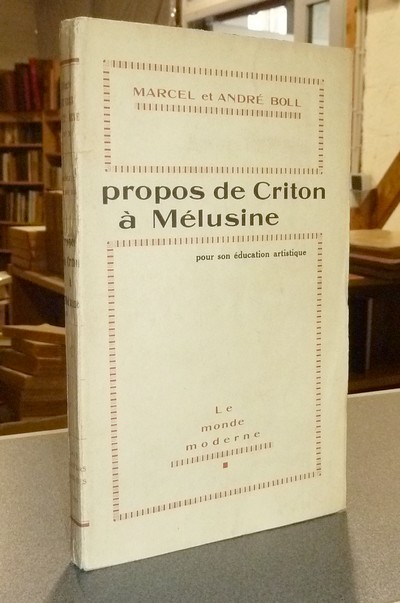 MARCEL et ANDRÉ BOLL
propos de Criton
à Mélusine
pour son éducation artistique
Le
monde
moderne